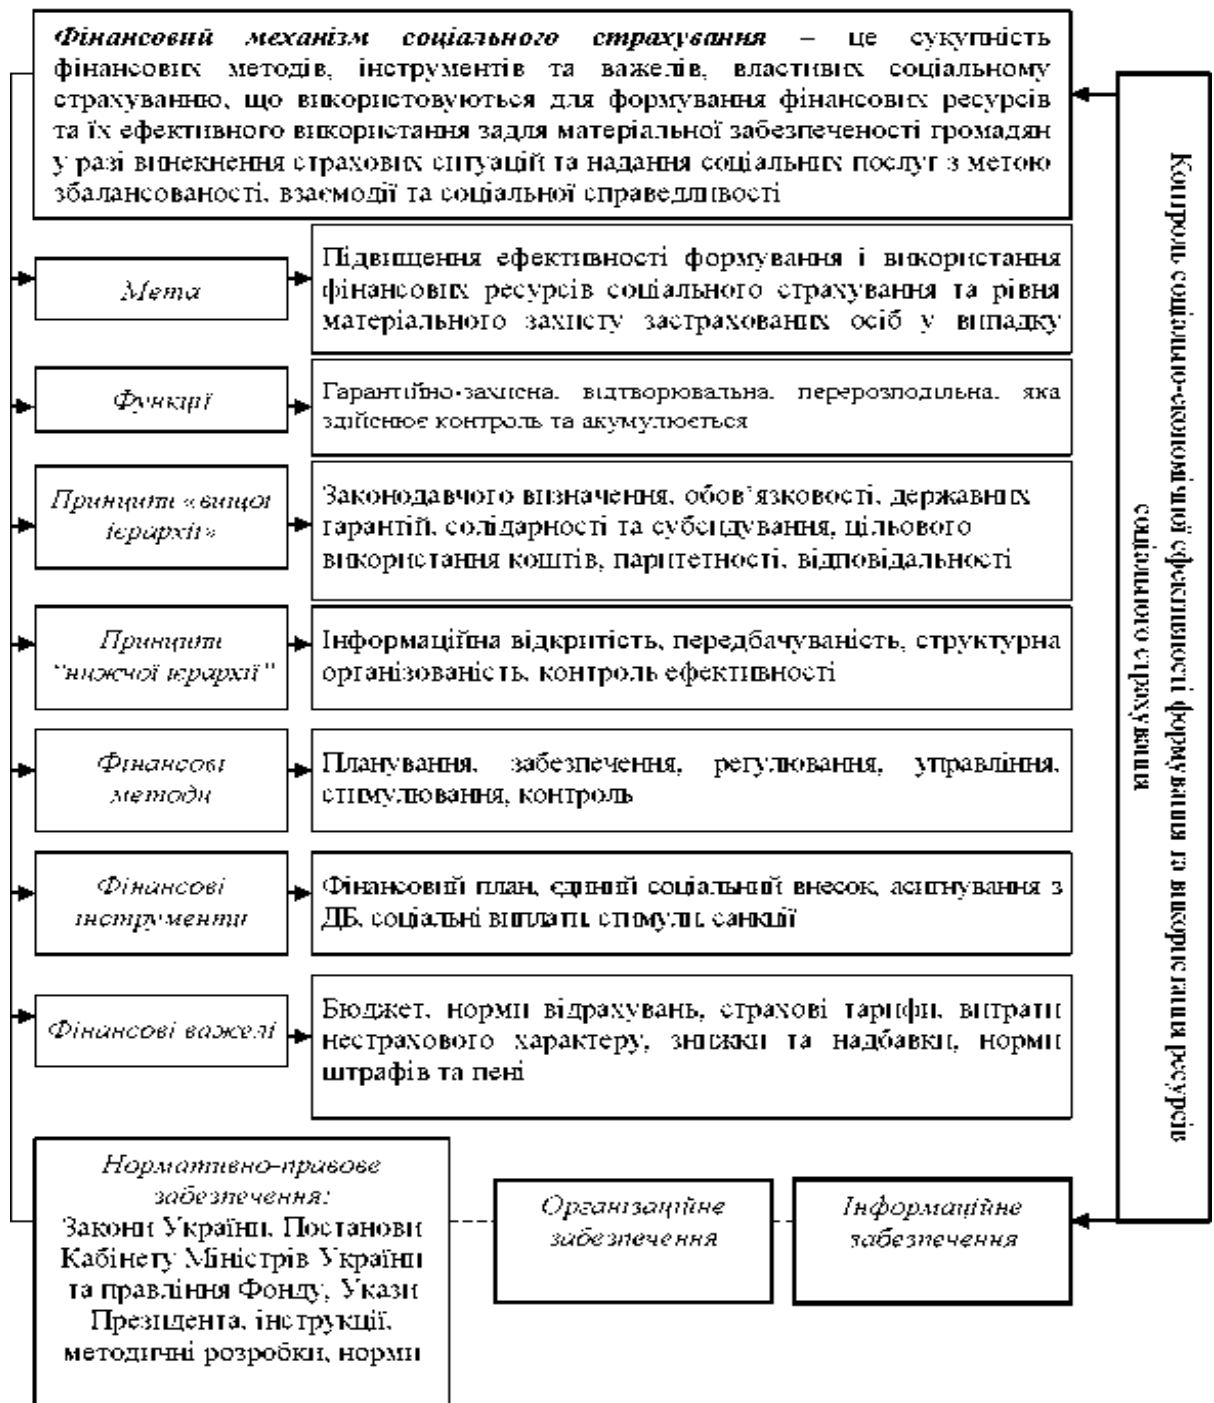 Фінансовий механізм соціального страхування – це сукупність
фінансових методів, інструментів та важелів, властивих соціальному
страхуванню, що використовуються для формування фінансових ресурсів
та їх ефективного використання задля матеріальної забезпеченості громадян
у разі винекнення страхових ситуацій та надання соціальних послуг з метою
збалансованості, взаємодії та соціальної справедливості
Мета
Підвищення ефективності формування і використання
фінансових ресурсів соціального страхування та рівня
матеріального захисту застрахованих осіб у випадку
Функції
Гарантійно-захисна, відтворювальна, перерозподільна, яка
здійснює контроль та акумулюється
Принципи «вищої
ієрархії»
Законодавчого визначення, обов’язковості, державних
гарантій, солідарності та субсидування, цільового
використання коштів, паритетності, відповідальності
Принципи
“нижчої ієрархії”
Інформаційна відкритість, передбачуваність, структурна
організованість, контроль ефективності
Фінансові
методи
Планування, забезпечення, регулювання, управління,
стимулювання, контроль
Фінансові
інструменти
Фінансовий план, єдиний соціальний внесок, асигнування з
ДБ, соціальні виплати, стимули, санкції
Фінансові важелі
Бюджет, норми відрахувань, страхові тарифи, витрати
нестрахового характеру, знижки та надбавки, норми
штрафів та пені
Нормативно-правове
забезпечення:
Закони України, Постанови
Кабінету Міністрів України
та правління Фонду, Укази
Президента, інструкції,
методичні розробки, норми
Організаційне
забезпечення
Інформаційне
забезпечення
Контроль соціально-економічної ефективності формування та використання ресурсів
соціального страхування